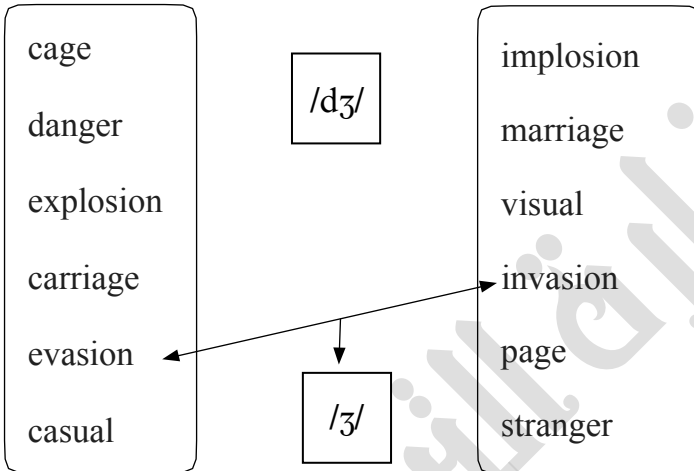 cage
danger
explosion
carriage
evasion
casual
/dʒ/
/ʒ/
implosion
marriage
visual
invasion
page
stranger